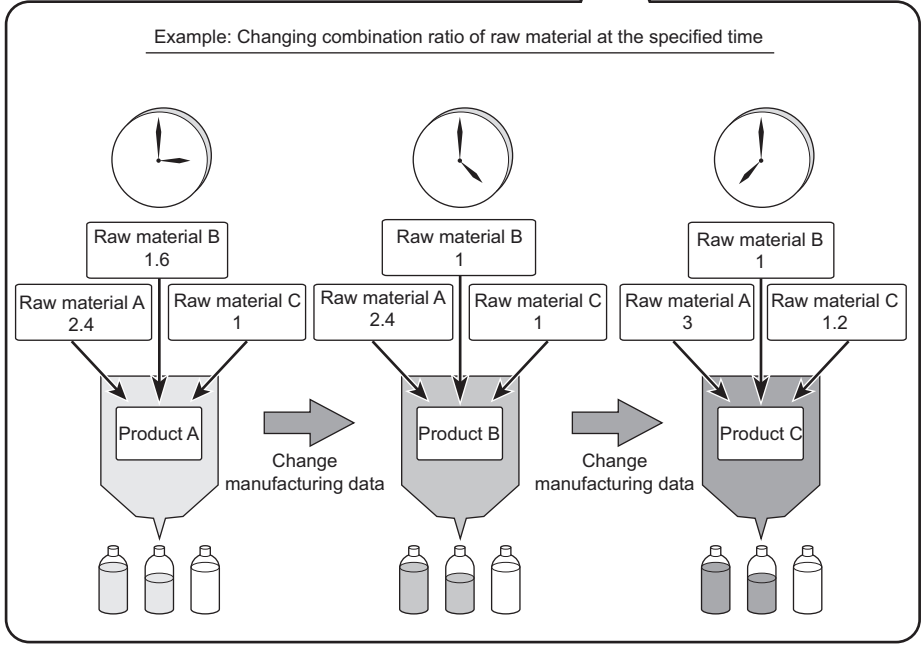 Example: Changing combination ratio of raw material at the specified time
Raw material B
1.6
Raw material A
2.4
Raw material C
1
Product A
Change
manufacturing data
Raw material B
1
Raw material A
2.4
Raw material C
1
Product B
Change
manufacturing data
Raw material B
1
Raw material A
3
Raw material C
1.2
Product C